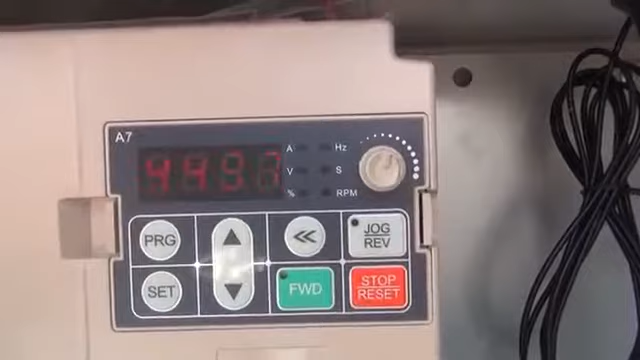 A7
A Hz
V S
% RPM
PRG
JOG
REV
SET
FWD
STOP
RESET